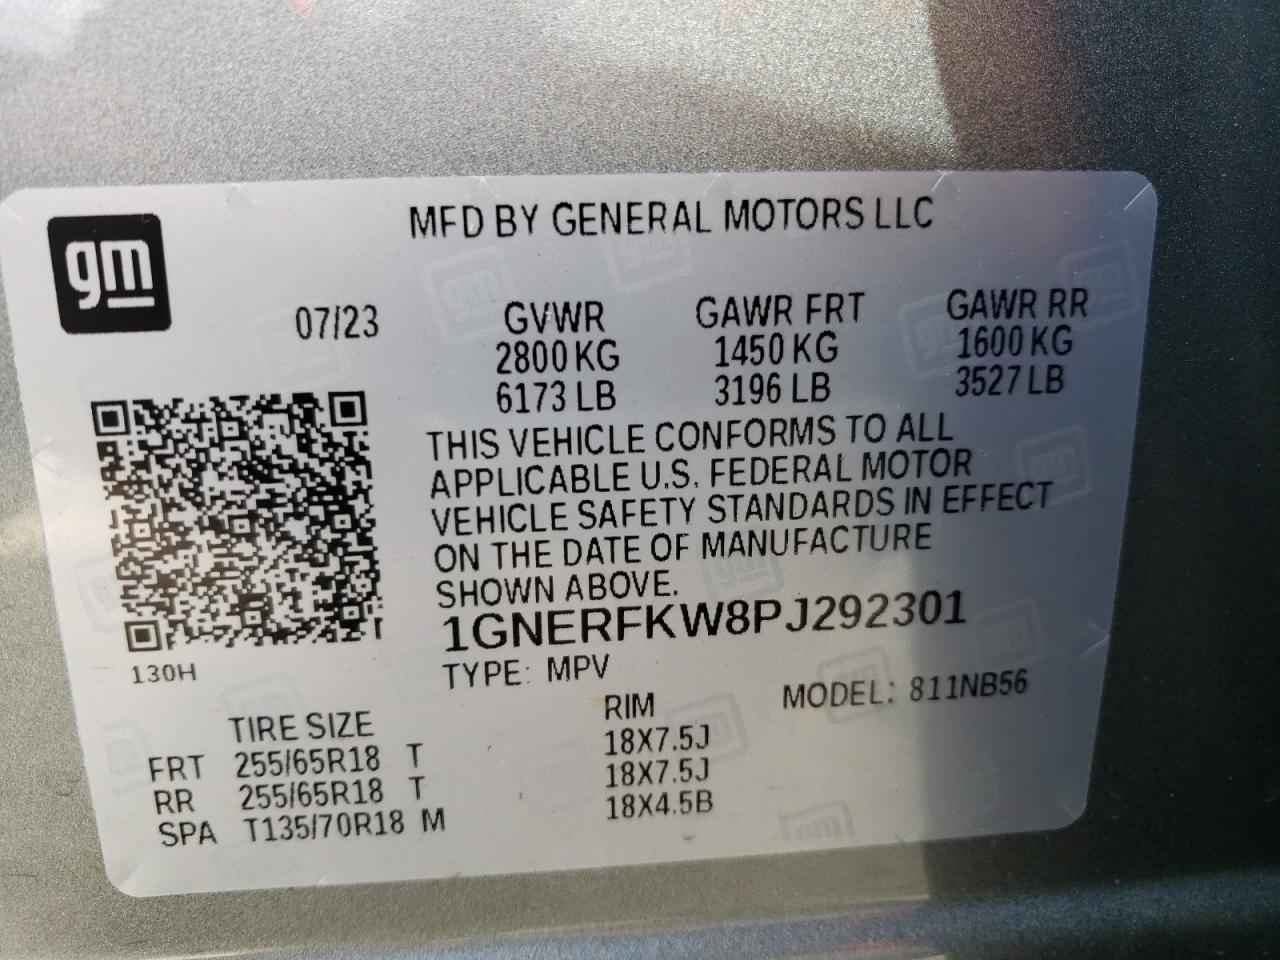 gm
MFD BY GENERAL MOTORS LLC
07/23
GVWR GAWR FRT GAWR RR
2800 KG 1450 KG 1600 KG
6173 LB 3196 LB 3527 LB
THIS VEHICLE CONFORMS TO ALL
APPLICABLE U.S. FEDERAL MOTOR
VEHICLE SAFETY STANDARDS IN EFFECT
ON THE DATE OF MANUFACTURE
SHOWN ABOVE.
1GNERFKW8PJ292301
130H
TYPE: MPV
MODEL: 811NB56
TIRE SIZE RIM
FRT 255/65R18 T 18X7.5J
RR 255/65R18 T 18X7.5J
SPA T135/70R18 M 18X4.5B